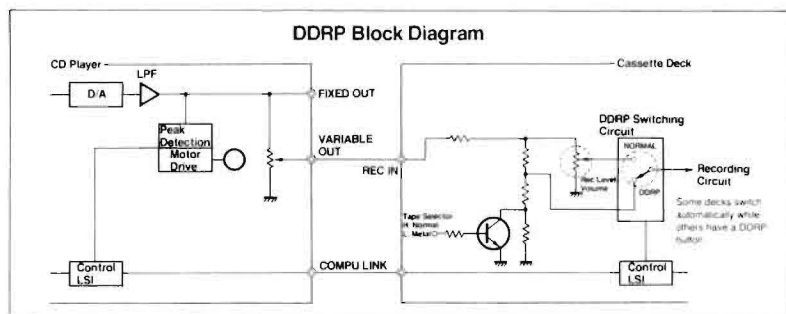 DDRP Block Diagram
CD Player
Cassette Deck
LPF
D/A
FIXED OUT
Peak
Detection
Motor
Drive
VARIABLE
OUT
REC IN
DDRP Switching
Circuit
NORMAL
Rec Level
Volume
DDRP
Recording
Circuit
Some decks switch
automatically while
others have a DDRP
button
Tape Selector
H. Normal
L. Metal
Control
LSI
COMPU LINK
Control
LSI